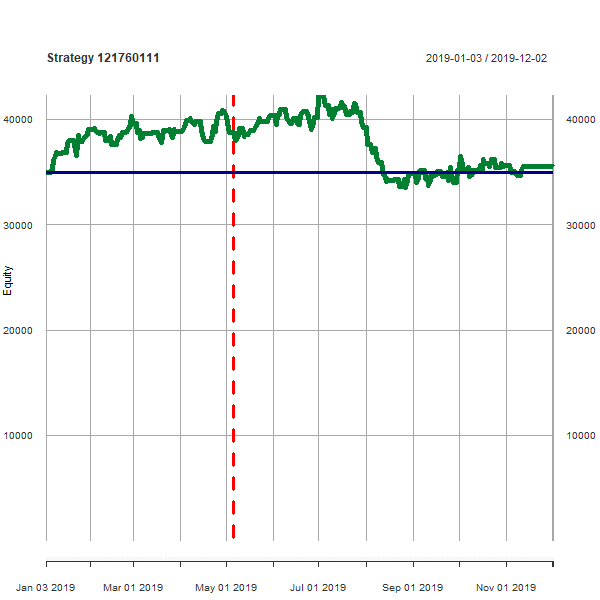 Strategy 121760111
2019-01-03 / 2019-12-02
40000 40000
30000 30000
Equity
20000 20000
10000 10000
Jan 03 2019 Mar 01 2019 May 01 2019 Jul 01 2019 Sep 01 2019 Nov 01 2019